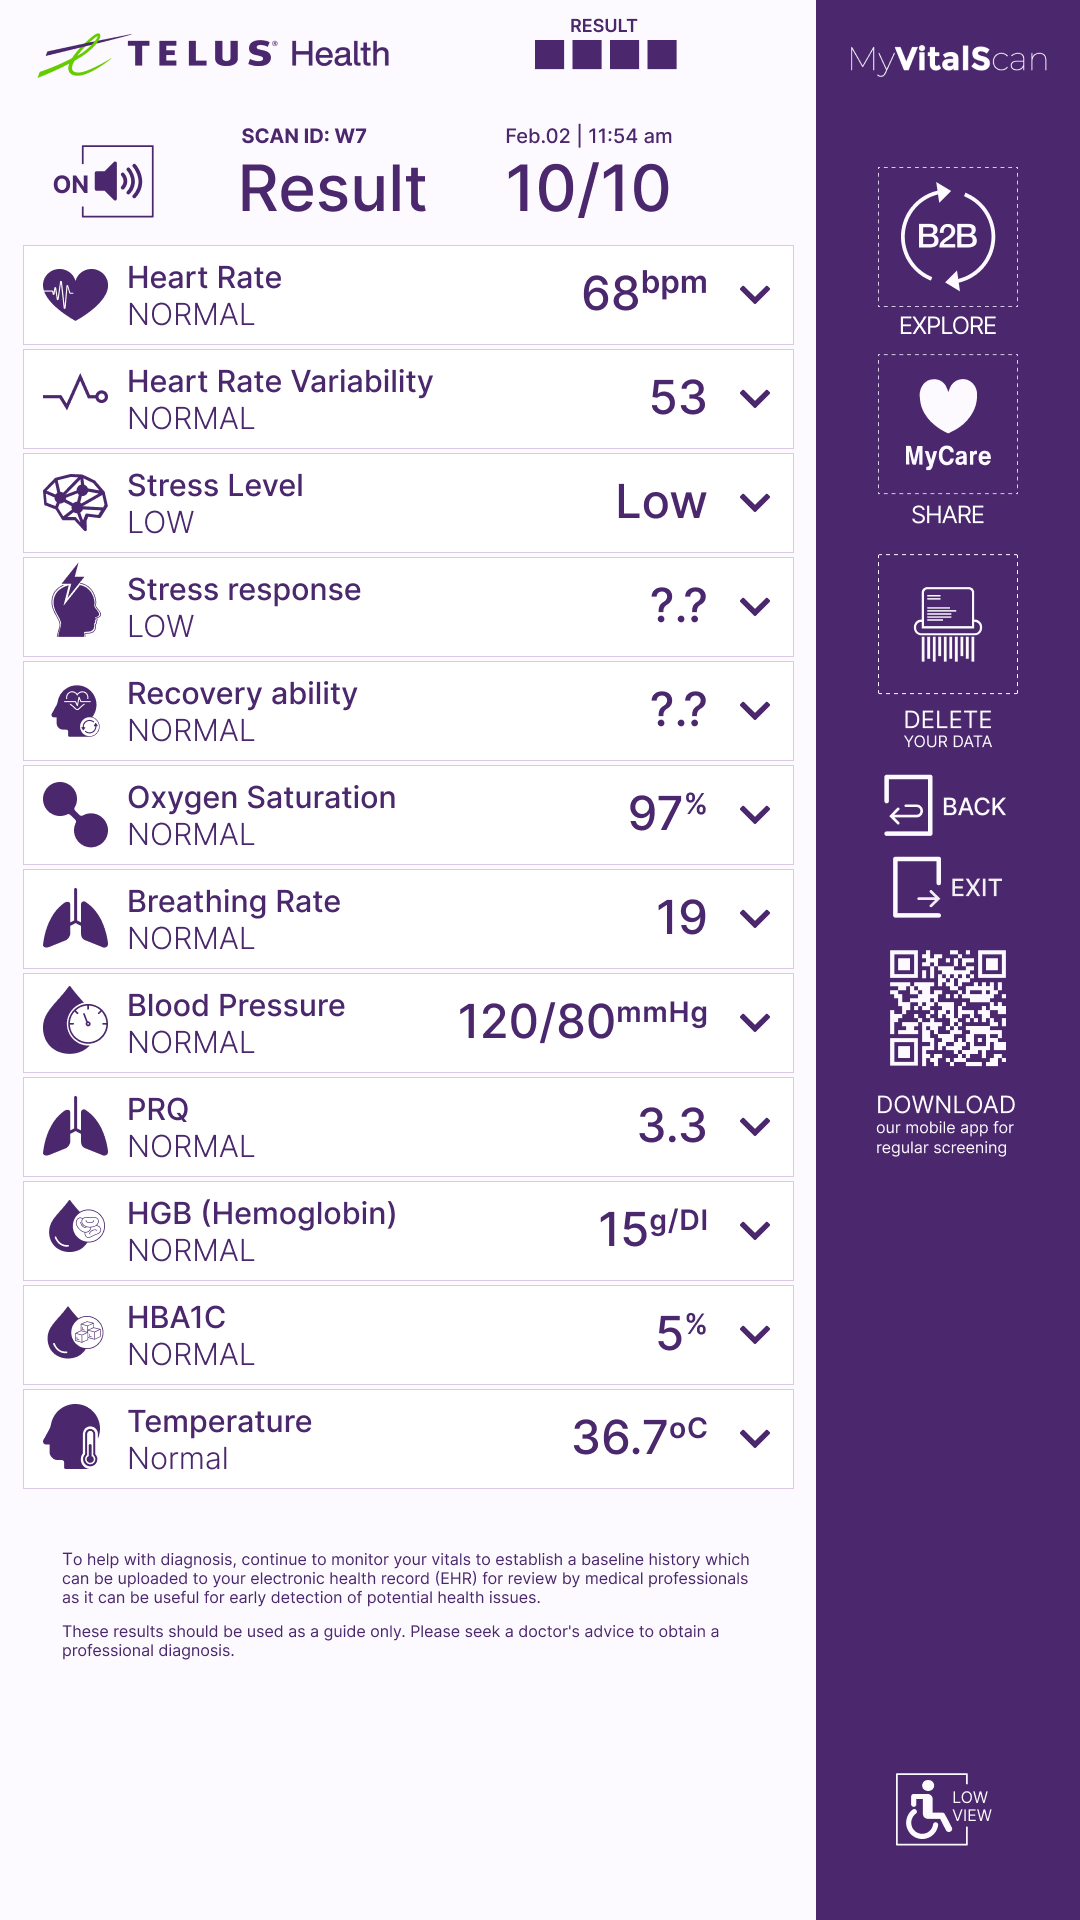 TELUS® Health
RESULT
MyVitalScan
SCAN ID: W7
Feb.02 | 11:54 am
ON
Result
10/10
Heart Rate
NORMAL
68bpm
Heart Rate Variability
NORMAL
53
Stress Level
LOW
Low
Stress response
LOW
?.?
Recovery ability
NORMAL
?.?
Oxygen Saturation
NORMAL
97%
Breathing Rate
NORMAL
19
Blood Pressure
NORMAL
120/80mmHg
PRQ
NORMAL
3.3
HGB (Hemoglobin)
NORMAL
15g/Dl
HBA1C
NORMAL
5%
Temperature
Normal
36.7oC
To help with diagnosis, continue to monitor your vitals to establish a baseline history which
can be uploaded to your electronic health record (EHR) for review by medical professionals
as it can be useful for early detection of potential health issues.
These results should be used as a guide only. Please seek a doctor's advice to obtain a
professional diagnosis.
B2B
EXPLORE
MyCare
SHARE
DELETE
YOUR DATA
BACK
EXIT
DOWNLOAD
our mobile app for
regular screening
LOW
VIEW